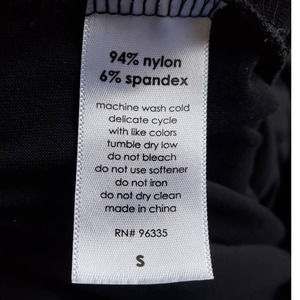 94% nylon
6% spandex
machine wash cold
delicate cycle
with like colors
tumble dry low
do not bleach
do not use softener
do not iron
do not dry clean
made in china
RN# 96335
S